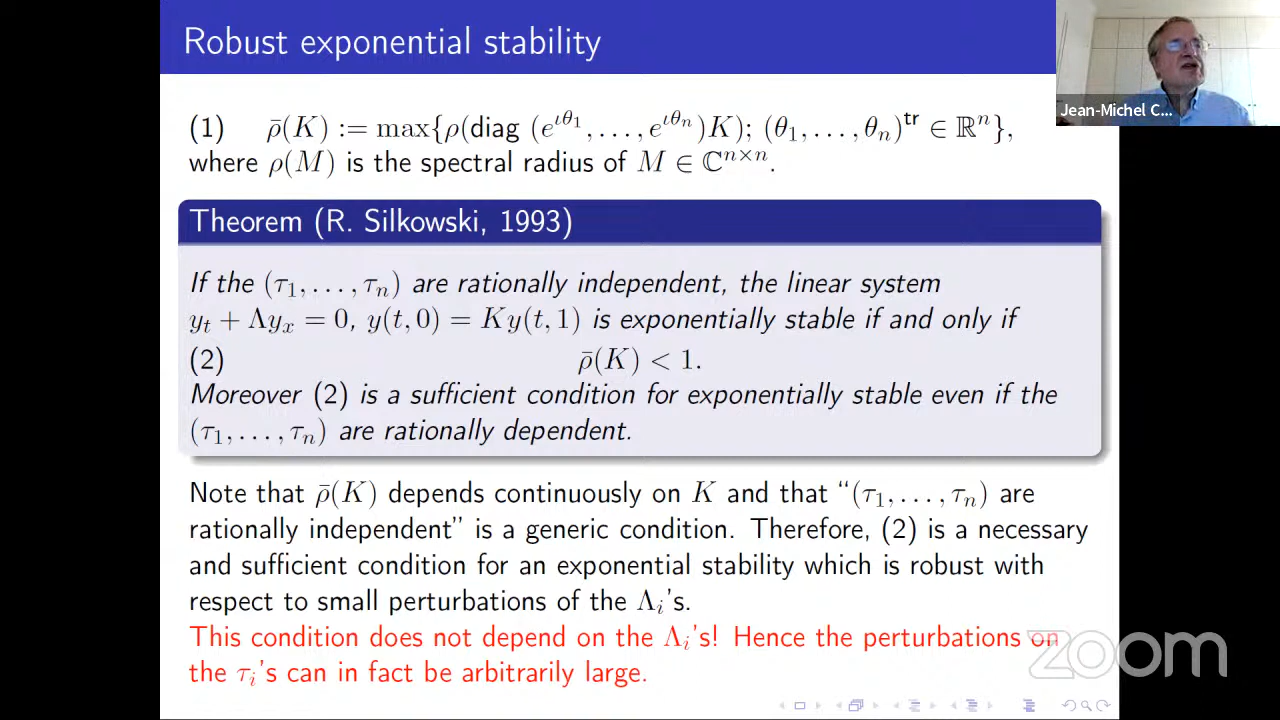 Robust exponential stability
Jean-Michel C...
(1) ρ̄(K) := max{ρ(diag (e^{ιθ_1}, . . . , e^{ιθ_n})K); (θ_1, . . . , θ_n)^{tr} ∈ ℝ^n},
where ρ(M) is the spectral radius of M ∈ ℂ^{n×n}.
Theorem (R. Silkowski, 1993)
If the (τ_1, . . . , τ_n) are rationally independent, the linear system
y_t + Λy_x = 0, y(t, 0) = Ky(t, 1) is exponentially stable if and only if
(2) ρ̄(K) < 1.
Moreover (2) is a sufficient condition for exponentially stable even if the
(τ_1, . . . , τ_n) are rationally dependent.
Note that ρ̄(K) depends continuously on K and that “(τ_1, . . . , τ_n) are
rationally independent” is a generic condition. Therefore, (2) is a necessary
and sufficient condition for an exponential stability which is robust with
respect to small perturbations of the Λ_i's.
This condition does not depend on the Λ_i's! Hence the perturbations on
the τ_i's can in fact be arbitrarily large.
zoom